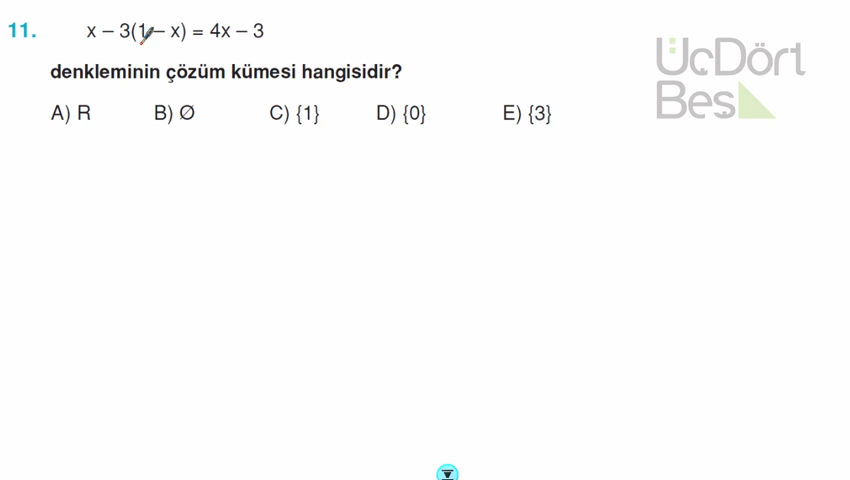 11. x – 3(1 – x) = 4x – 3
denkleminin çözüm kümesi hangisidir?
A) R B) Ø C) {1} D) {0} E) {3}
ÜçDört
Beş